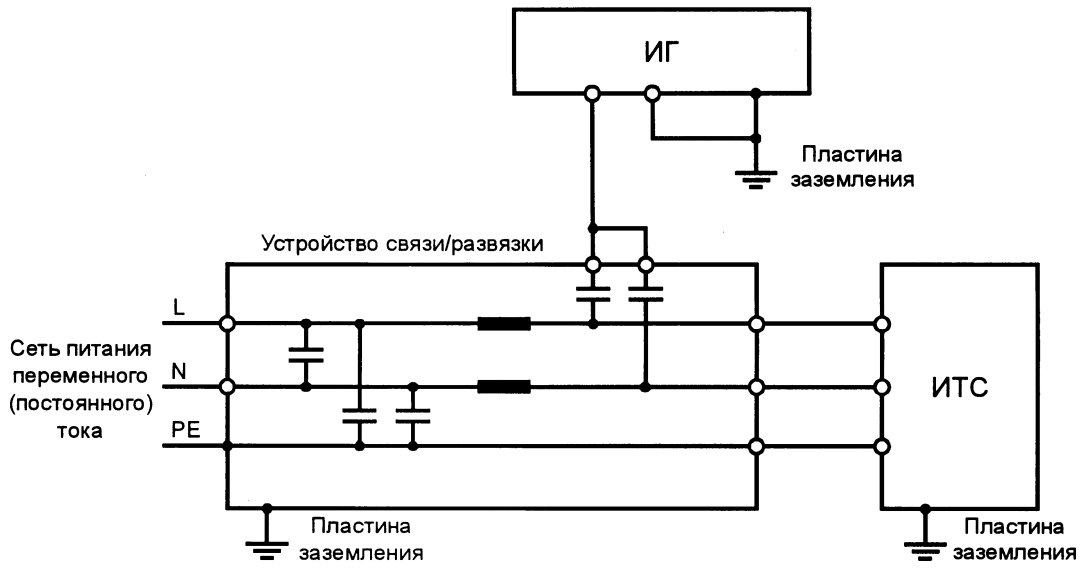 ИГ
Пластина
заземления
Устройство связи/развязки
L
Сеть питания
переменного
(постоянного)
тока
N
PE
ИТС
Пластина
заземления
Пластина
заземления